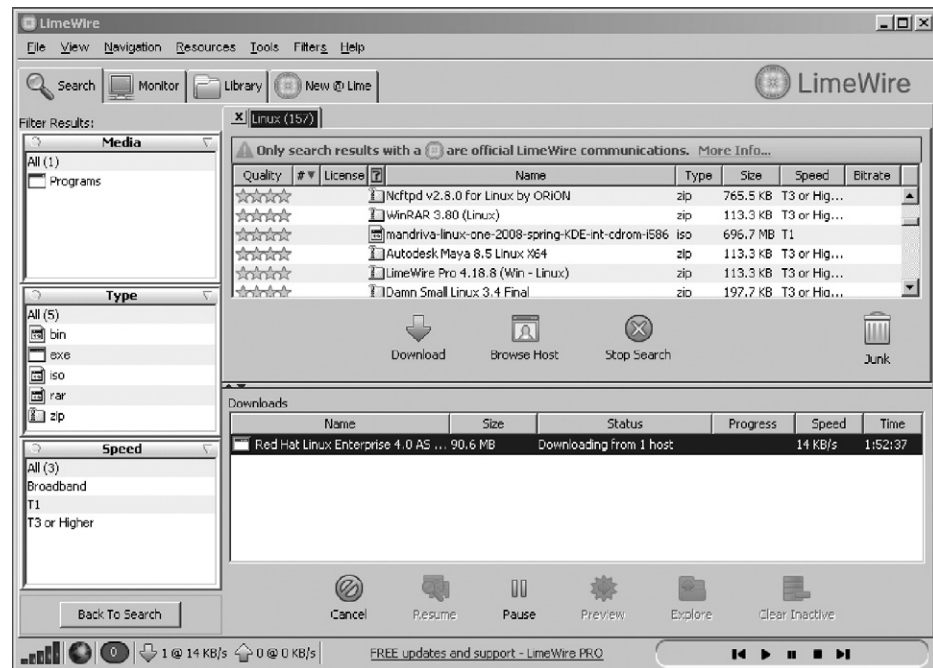 LimeWire
File View Navigation Resources Tools Filters Help
Search Monitor Library New @ Lime LimeWire
Filter Results:
Media
All (1)
Programs
Type
All (5)
bin
exe
iso
rar
zip
Speed
All (3)
Broadband
T1
T3 or Higher
Back To Search
X Linux (157)
Only search results with a are official LimeWire communications. More Info...
Quality # License ? Name Type Size Speed Bitrate
Ncftpd v2.8.0 for Linux by ORiON zip 765.5 KB T3 or Hig...
WinRAR 3.80 (Linux) zip 113.3 KB T3 or Hig...
mandriva-linux-one-2008-spring-KDE-int-cdrom-i586 iso 696.7 MB T1
Autodesk Maya 8.5 Linux X64 zip 113.3 KB T3 or Hig...
LimeWire Pro 4.18.8 (Win - Linux) zip 113.3 KB T3 or Hig...
Damn Small Linux 3.4 Final zip 197.7 KB T3 or Hig...
Download Browse Host Stop Search Junk
Downloads
Name Size Status Progress Speed Time
Red Hat Linux Enterprise 4.0 AS ... 90.6 MB Downloading from 1 host 14 KB/s 1:52:37
Cancel Resume Pause Preview Explore Clear Inactive
0 1 @ 14 KB/s 0 @ 0 KB/s FREE updates and support - LimeWire PRO